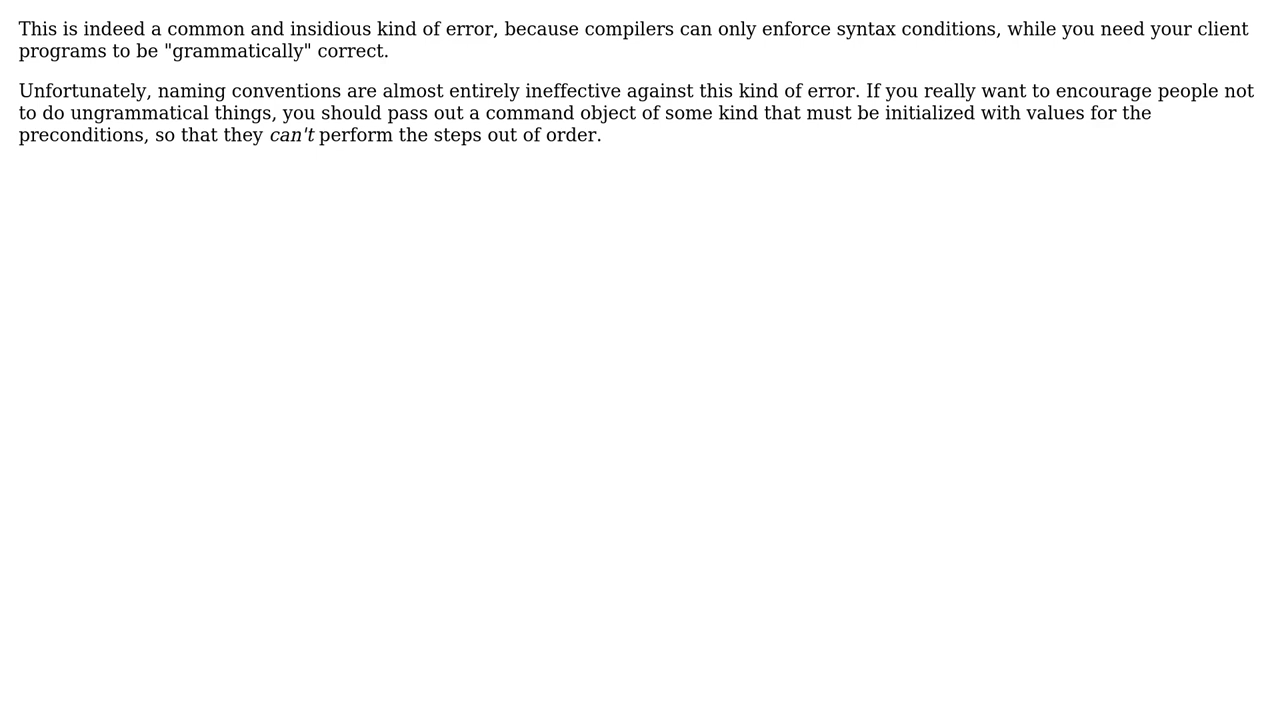 This is indeed a common and insidious kind of error, because compilers can only enforce syntax conditions, while you need your client
programs to be "grammatically" correct.
Unfortunately, naming conventions are almost entirely ineffective against this kind of error. If you really want to encourage people not
to do ungrammatical things, you should pass out a command object of some kind that must be initialized with values for the
preconditions, so that they can't perform the steps out of order.